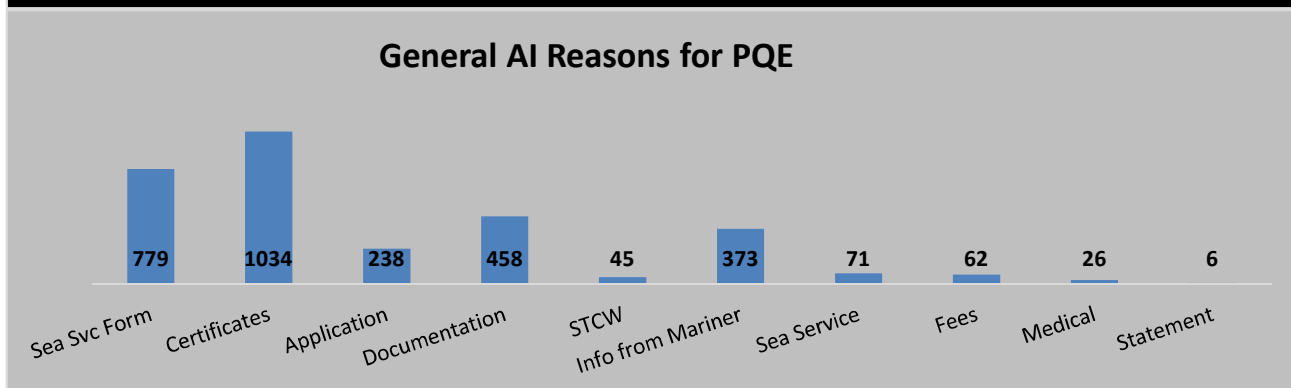 General AI Reasons for PQE
779 1034 238 458 45 373 71 62 26 6
Sea Svc Form Certificates Application Documentation STCW Info from Mariner Sea Service Fees Medical Statement